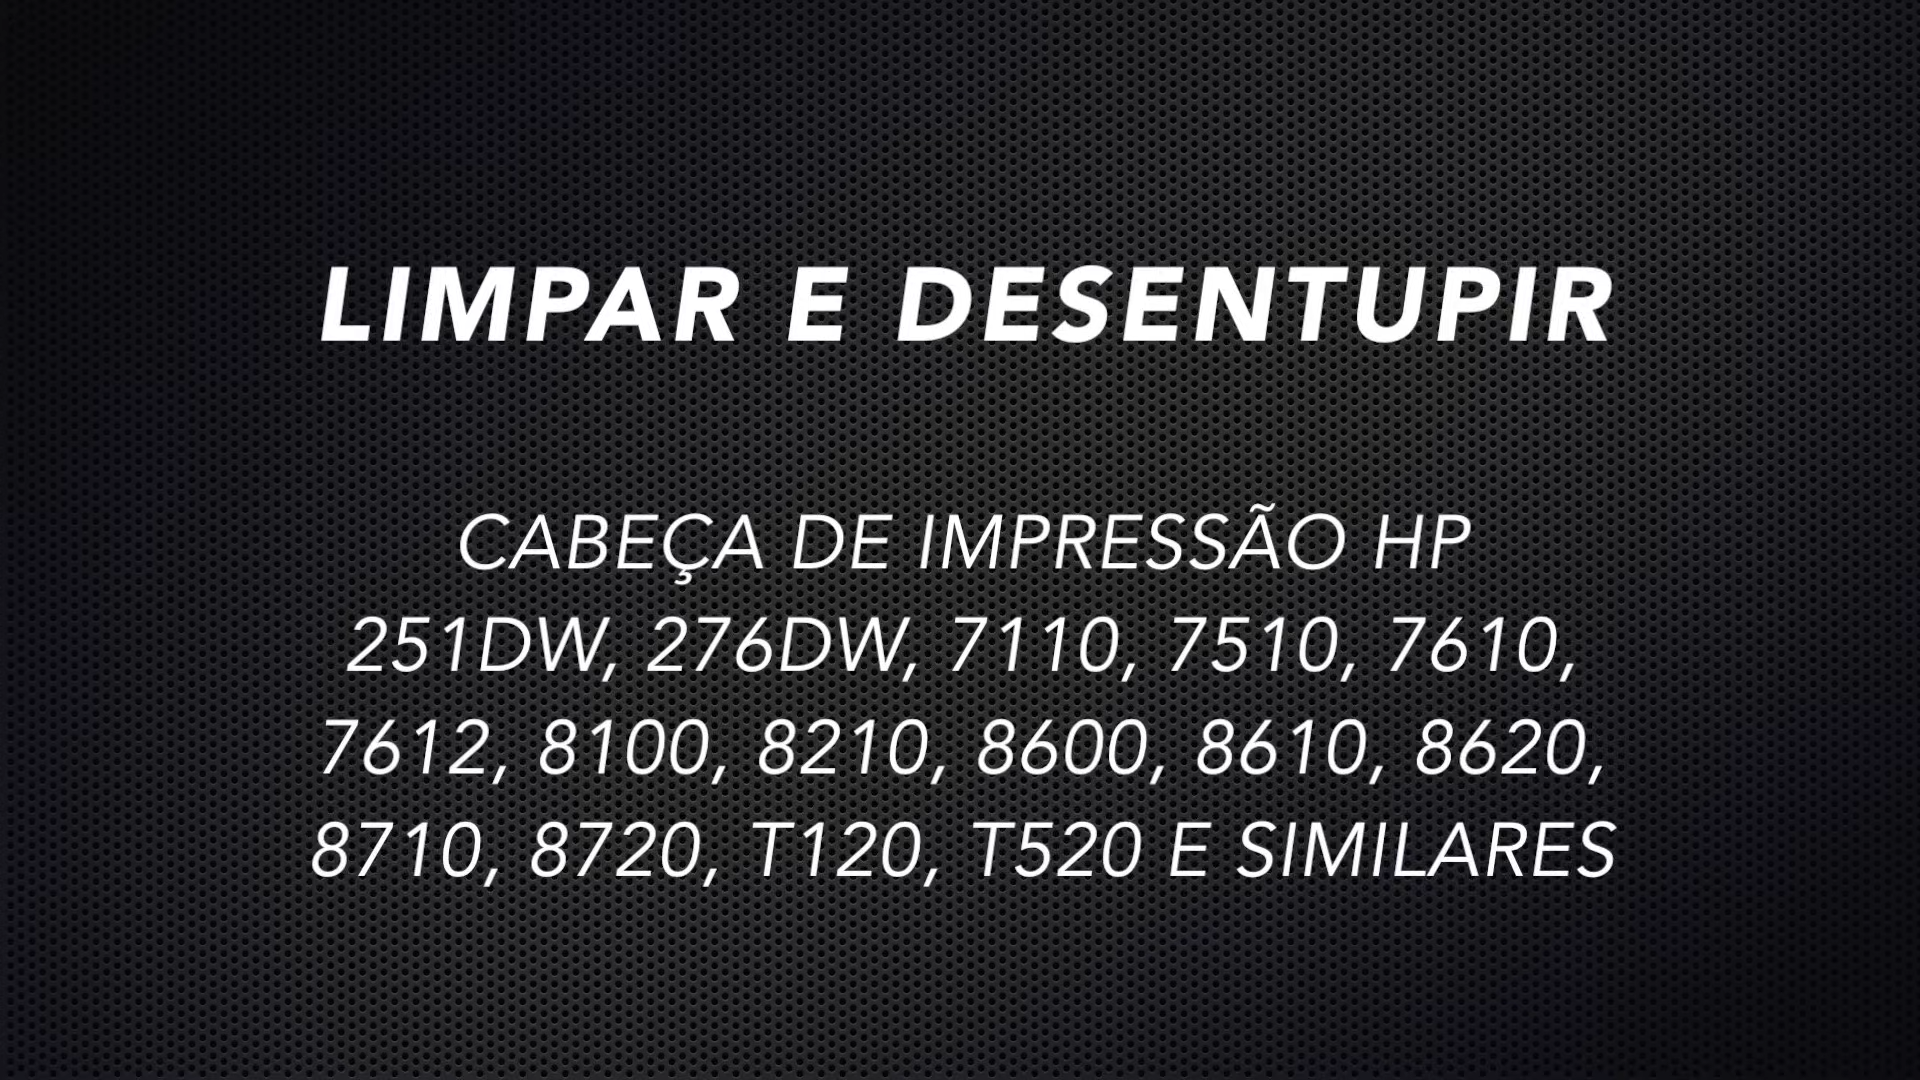 LIMPAR E DESENTUPIR
CABEÇA DE IMPRESSÃO HP
251DW, 276DW, 7110, 7510, 7610,
7612, 8100, 8210, 8600, 8610, 8620,
8710, 8720, T120, T520 E SIMILARES